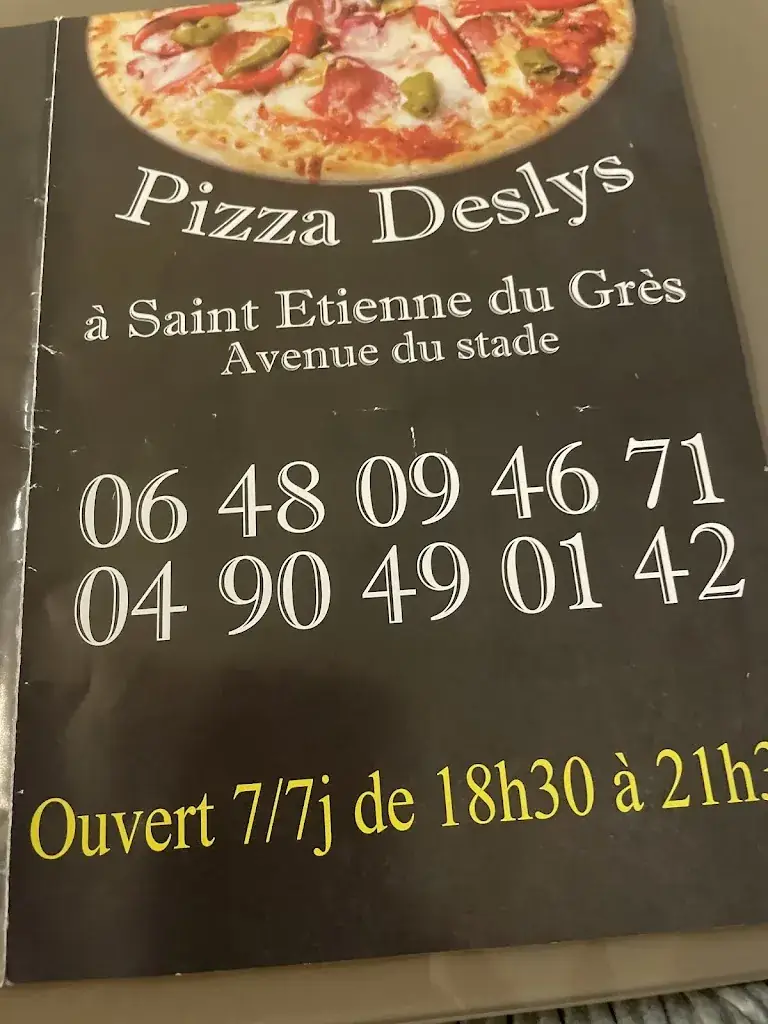 Pizza Deslys
à Saint Etienne du Grès
Avenue du stade
06 48 09 46 71
04 90 49 01 42
Ouvert 7/7j de 18h30 à 21h3